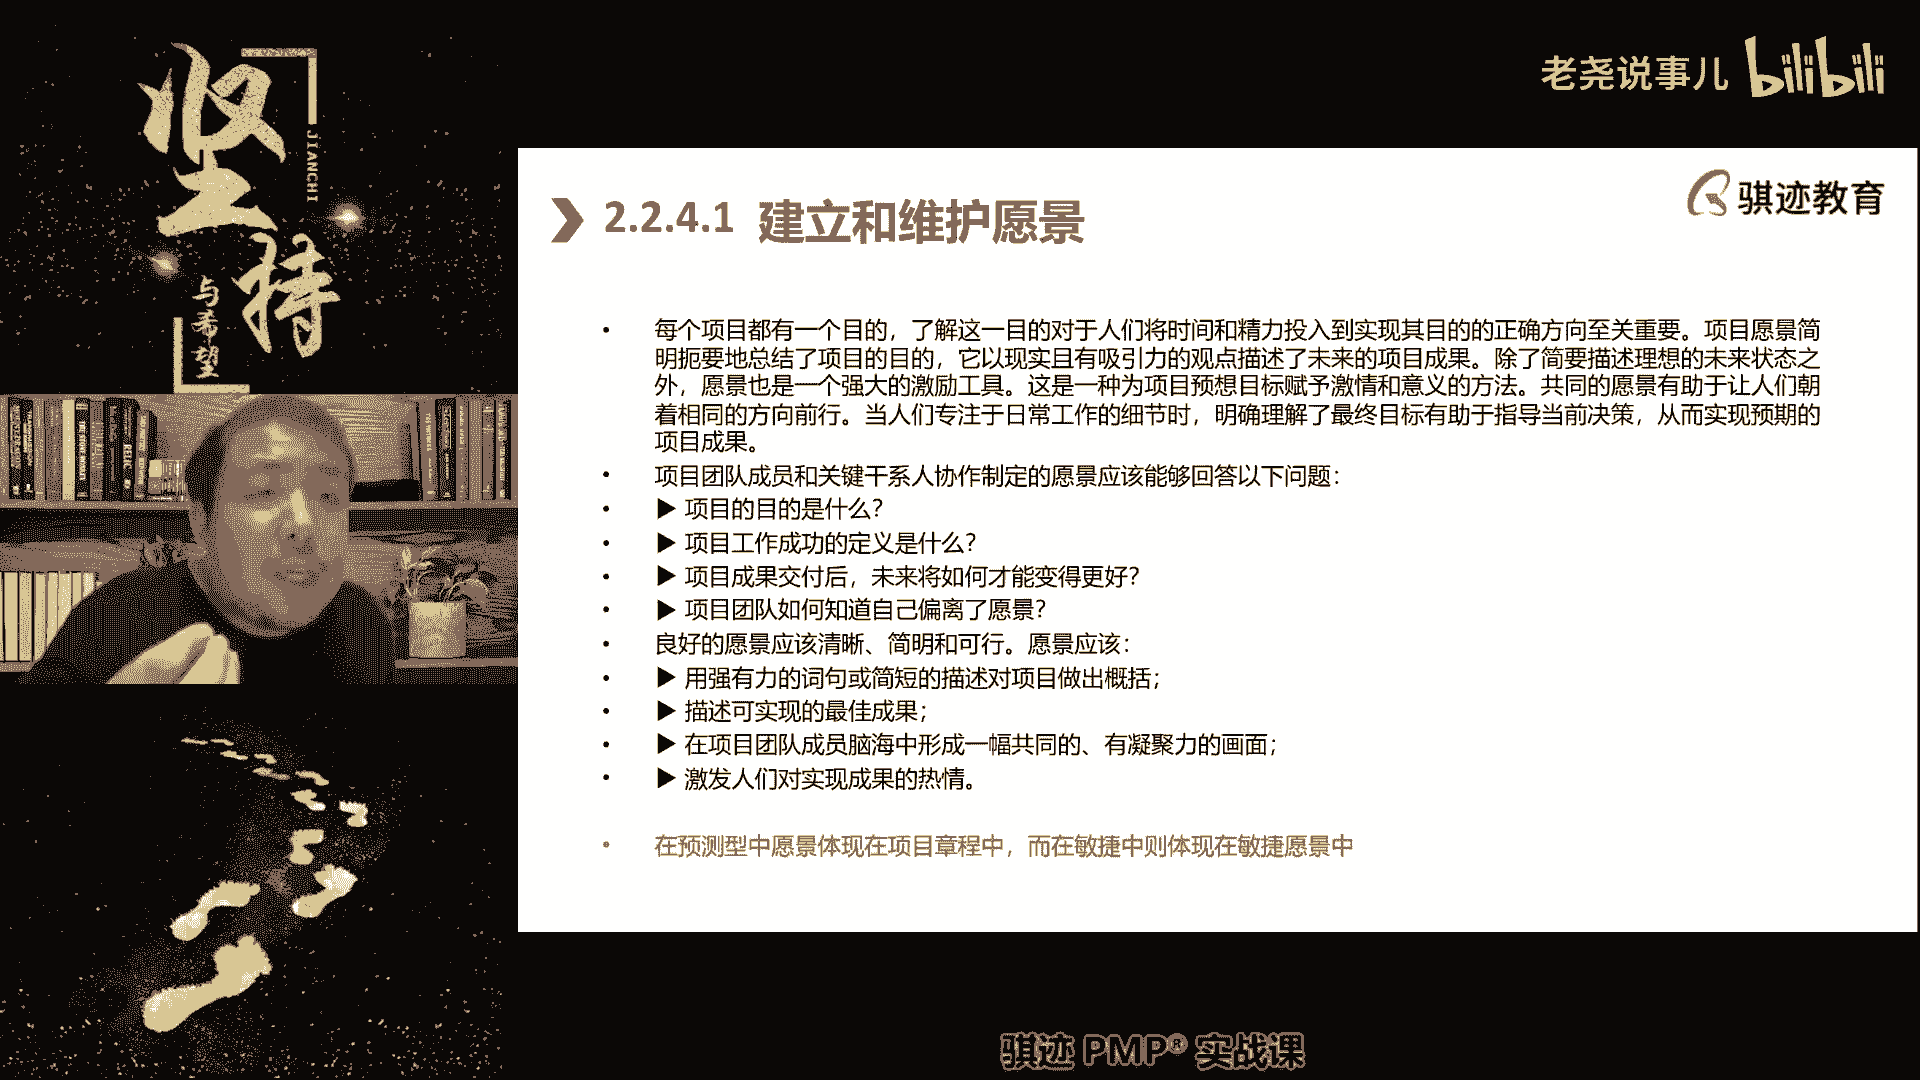 坚持
JIANCHI
与希望
老尧说事儿 bilibili
骐迹教育
2.2.4.1 建立和维护愿景
• 每个项目都有一个目的，了解这一目的对于人们将时间和精力投入到实现其目的的正确方向至关重要。项目愿景简
明扼要地总结了项目的目的，它以现实且有吸引力的观点描述了未来的项目成果。除了简要描述理想的未来状态之
外，愿景也是一个强大的激励工具。这是一种为项目预想目标赋予激情和意义的方法。共同的愿景有助于让人们朝
着相同的方向前行。当人们专注于日常工作的细节时，明确理解了最终目标有助于指导当前决策，从而实现预期的
项目成果。
• 项目团队成员和关键干系人协作制定的愿景应该能够回答以下问题：
• ▶ 项目的目的是什么？
• ▶ 项目工作成功的定义是什么？
• ▶ 项目成果交付后，未来将如何才能变得更好？
• ▶ 项目团队如何知道自己偏离了愿景？
• 良好的愿景应该清晰、简明和可行。愿景应该：
• ▶ 用强有力的词句或简短的描述对项目做出概括；
• ▶ 描述可实现的最佳成果；
• ▶ 在项目团队成员脑海中形成一幅共同的、有凝聚力的画面；
• ▶ 激发人们对实现成果的热情。
• 在预测型中愿景体现在项目章程中，而在敏捷中则体现在敏捷愿景中
骐迹 PMP® 实战课